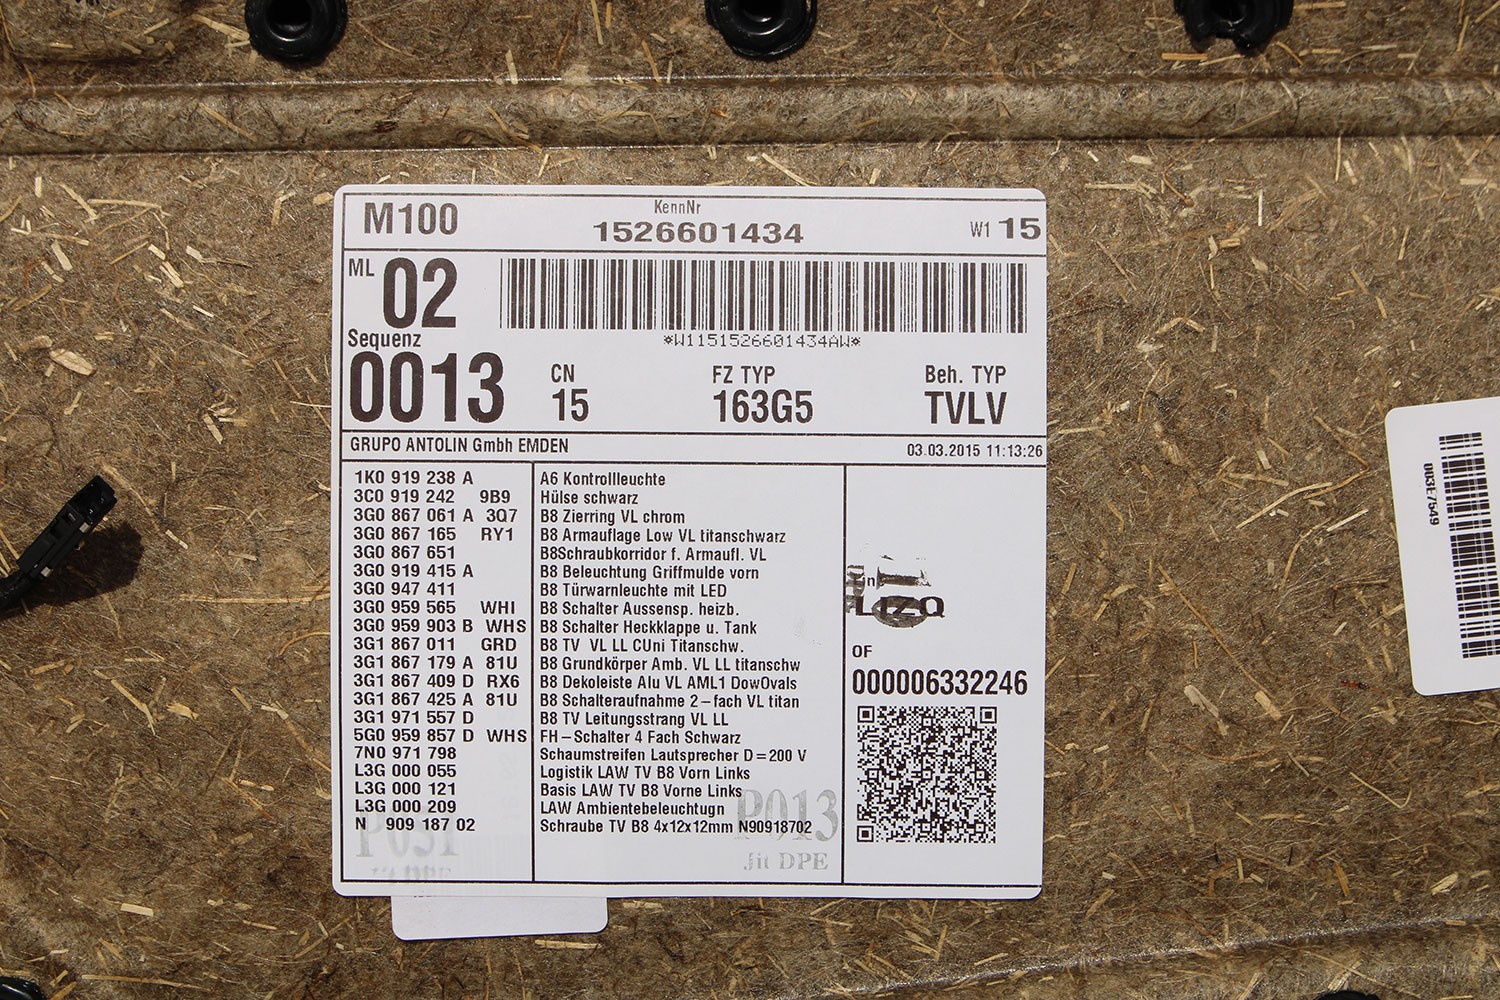 M100
KennNr
1526601434
W1 15
ML 02
*W1151526601434AW*
Sequenz
0013
CN
15
FZ TYP
163G5
Beh. TYP
TVLV
GRUPO ANTOLIN Gmbh EMDEN
03.03.2015 11:13:26
1K0 919 238 A A6 Kontrollleuchte
3C0 919 242 9B9 Hülse schwarz
3G0 867 061 A 3Q7 B8 Zierring VL chrom
3G0 867 165 RY1 B8 Armauflage Low VL titanschwarz
3G0 867 651 B8Schraubkorridor f. Armaufl. VL
3G0 919 415 A B8 Beleuchtung Griffmulde vorn
3G0 947 411 B8 Türwarnleuchte mit LED
3G0 959 565 WHI B8 Schalter Aussensp. heizb.
3G0 959 903 B WHS B8 Schalter Heckklappe u. Tank
3G1 867 011 GRD B8 TV VL LL CUni Titanschw.
3G1 867 179 A 81U B8 Grundkörper Amb. VL LL titanschw
3G1 867 409 D RX6 B8 Dekoleiste Alu VL AML1 DowOvals
3G1 867 425 A 81U B8 Schalteraufnahme 2-fach VL titan
3G1 971 557 D B8 TV Leitungsstrang VL LL
5G0 959 857 D WHS FH-Schalter 4 Fach Schwarz
7N0 971 798 Schaumstreifen Lautsprecher D=200 V
L3G 000 055 Logistik LAW TV B8 Vorn Links
L3G 000 121 Basis LAW TV B8 Vorne Links
L3G 000 209 LAW Ambientebeleuchtugn
N 909 187 02 Schraube TV B8 4x12x12mm N90918702
P031
P013
Jit DPE
LIZQ
OF
000006332246
003E7549